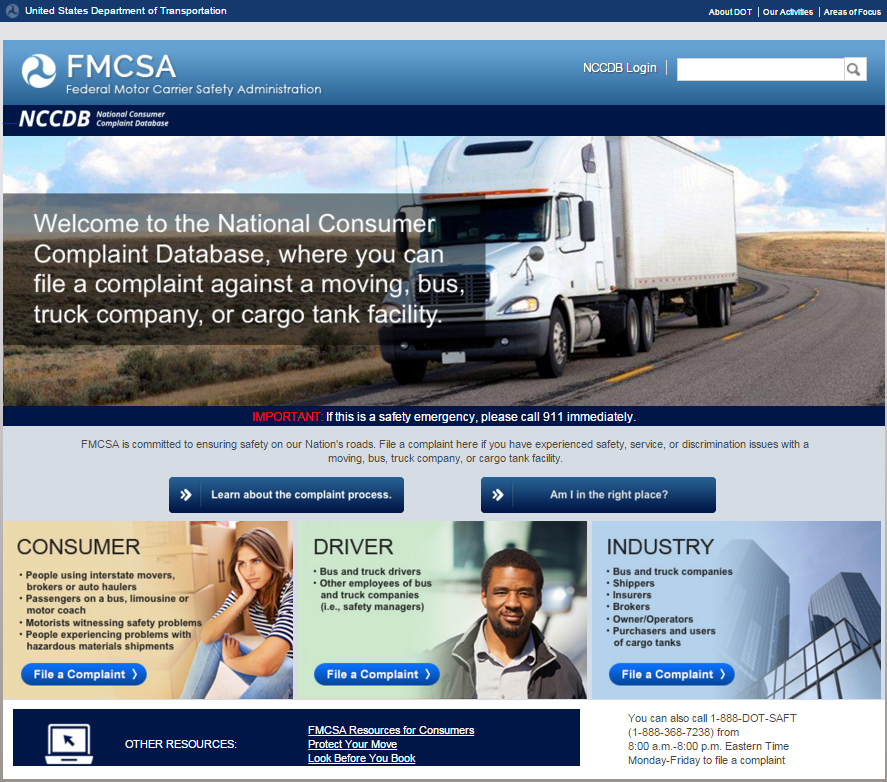 United States Department of Transportation
About DOT | Our Activities | Areas of Focus
FMCSA
Federal Motor Carrier Safety Administration
NCCDB Login |
NCCDB National Consumer
Complaint Database
Welcome to the National Consumer
Complaint Database, where you can
file a complaint against a moving, bus,
truck company, or cargo tank facility.
IMPORTANT: If this is a safety emergency, please call 911 immediately.
FMCSA is committed to ensuring safety on our Nation's roads. File a complaint here if you have experienced safety, service, or discrimination issues with a
moving, bus, truck company, or cargo tank facility.
Learn about the complaint process.
Am I in the right place?
CONSUMER
• People using interstate movers,
brokers or auto haulers
• Passengers on a bus, limousine or
motor coach
• Motorists witnessing safety problems
• People experiencing problems with
hazardous materials shipments
File a Complaint ❭
DRIVER
• Bus and truck drivers
• Other employees of bus
and truck companies
(i.e., safety managers)
File a Complaint ❭
INDUSTRY
• Bus and truck companies
• Shippers
• Insurers
• Brokers
• Owner/Operators
• Purchasers and users
of cargo tanks
File a Complaint ❭
OTHER RESOURCES:
FMCSA Resources for Consumers
Protect Your Move
Look Before You Book
You can also call 1-888-DOT-SAFT
(1-888-368-7238) from
8:00 a.m.-8:00 p.m. Eastern Time
Monday-Friday to file a complaint